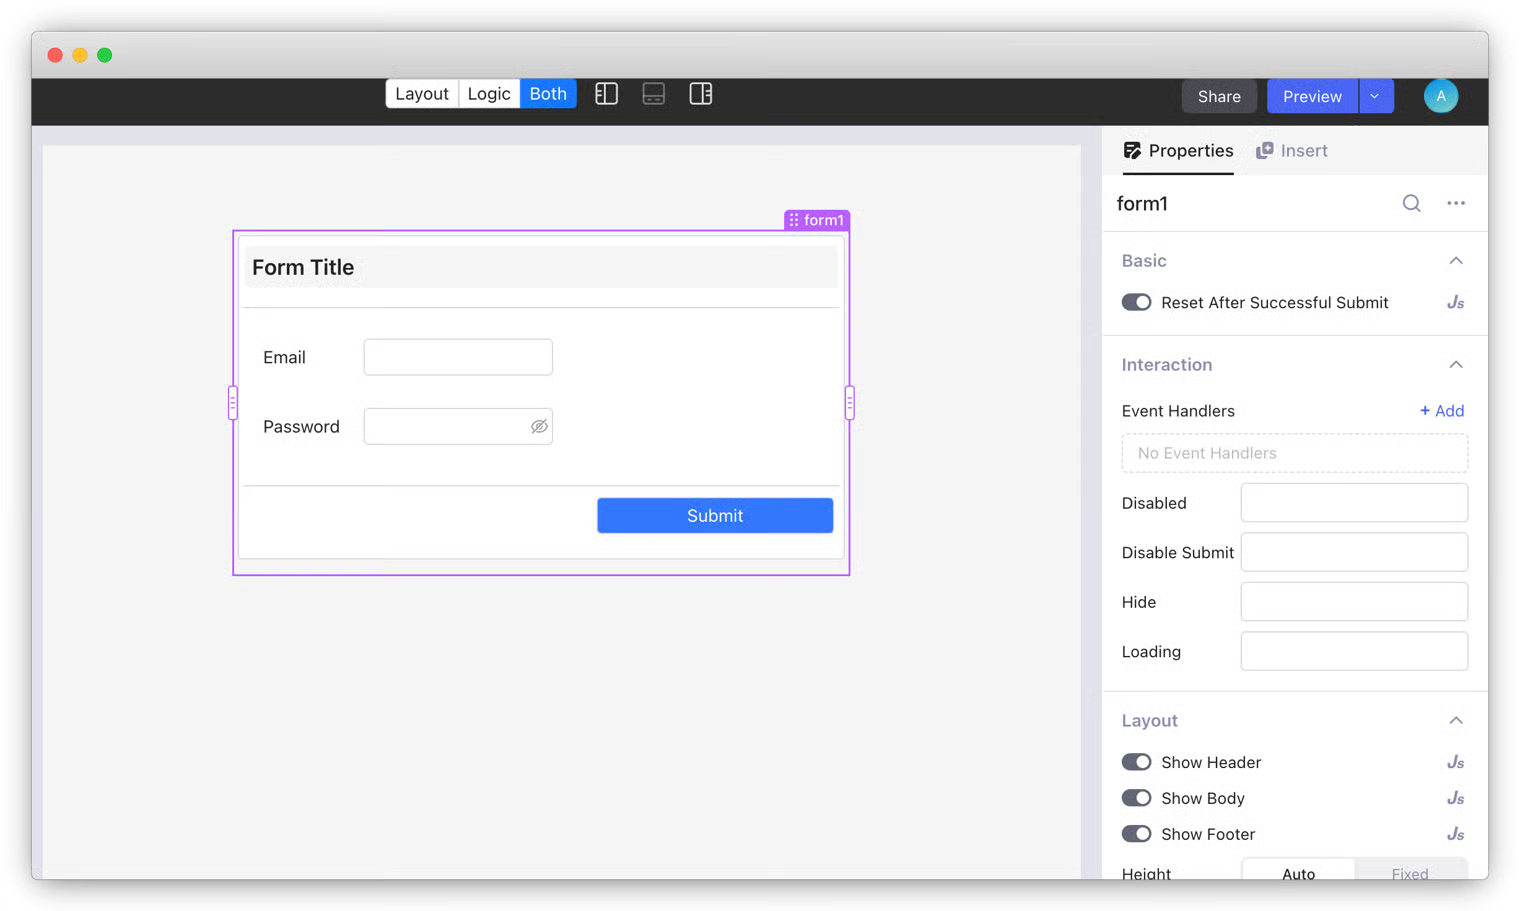 Layout Logic Both
Share Preview A
Properties Insert
form1
form1
Form Title
Email
Password
Submit
Basic
Reset After Successful Submit Js
Interaction
Event Handlers + Add
No Event Handlers
Disabled
Disable Submit
Hide
Loading
Layout
Show Header Js
Show Body Js
Show Footer Js
Height Auto Fixed